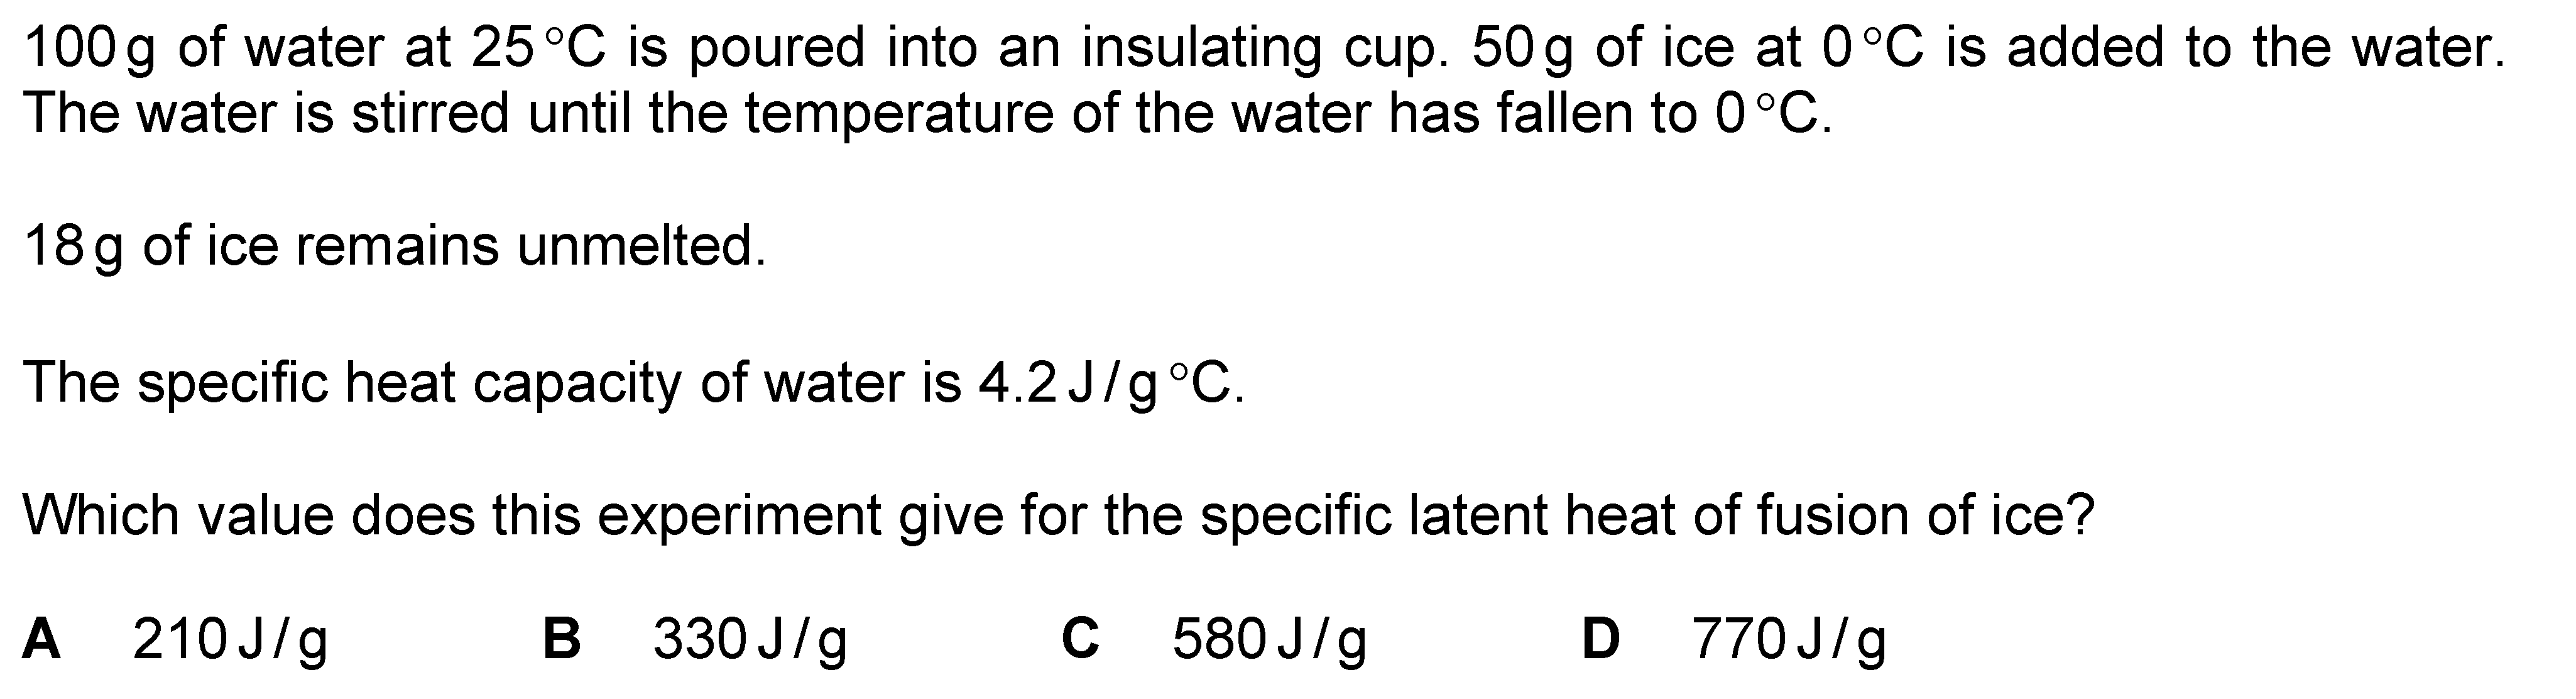 100 g of water at 25 °C is poured into an insulating cup. 50 g of ice at 0 °C is added to the water.
The water is stirred until the temperature of the water has fallen to 0 °C.
18 g of ice remains unmelted.
The specific heat capacity of water is 4.2 J / g °C.
Which value does this experiment give for the specific latent heat of fusion of ice?
A 210 J / g B 330 J / g C 580 J / g D 770 J / g